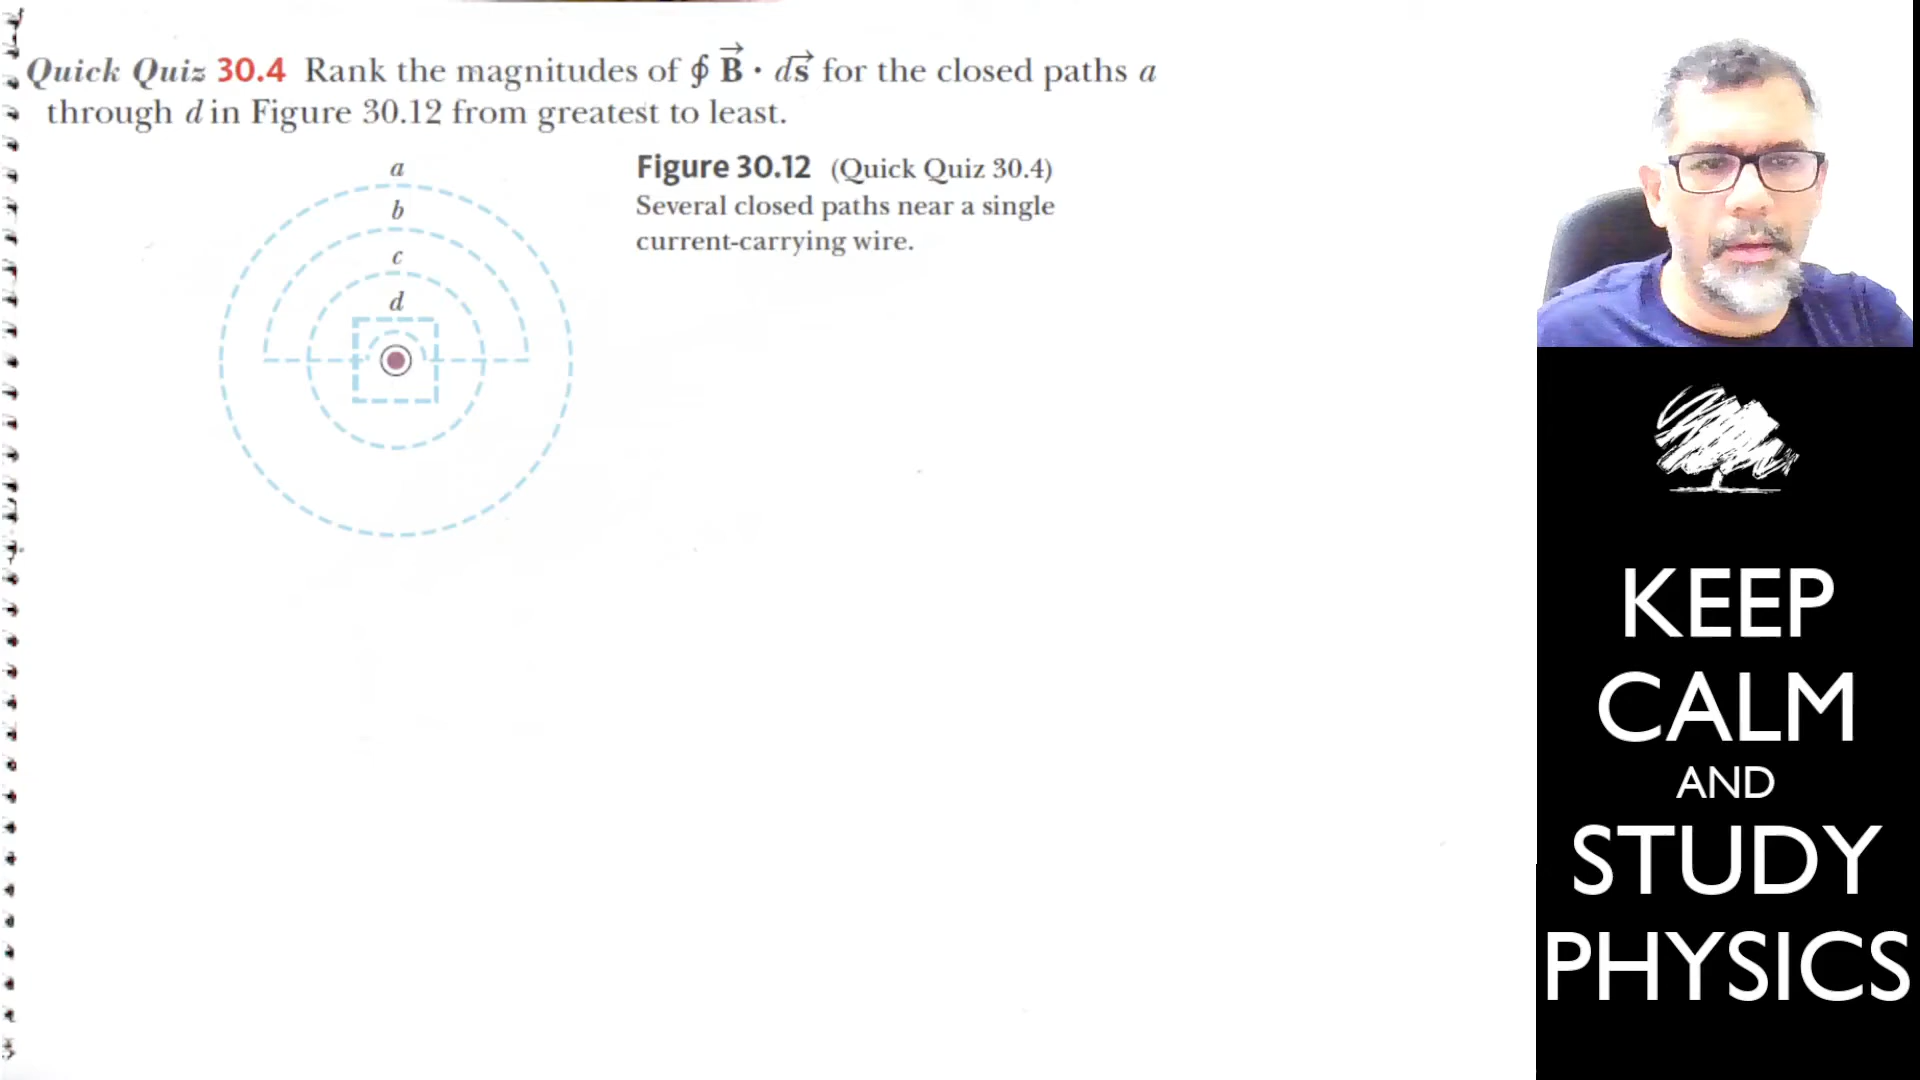 Quick Quiz 30.4 Rank the magnitudes of ∮ B⃗ · ds⃗ for the closed paths a
through d in Figure 30.12 from greatest to least.
a
b
c
d
Figure 30.12 (Quick Quiz 30.4)
Several closed paths near a single
current-carrying wire.
KEEP
CALM
AND
STUDY
PHYSICS